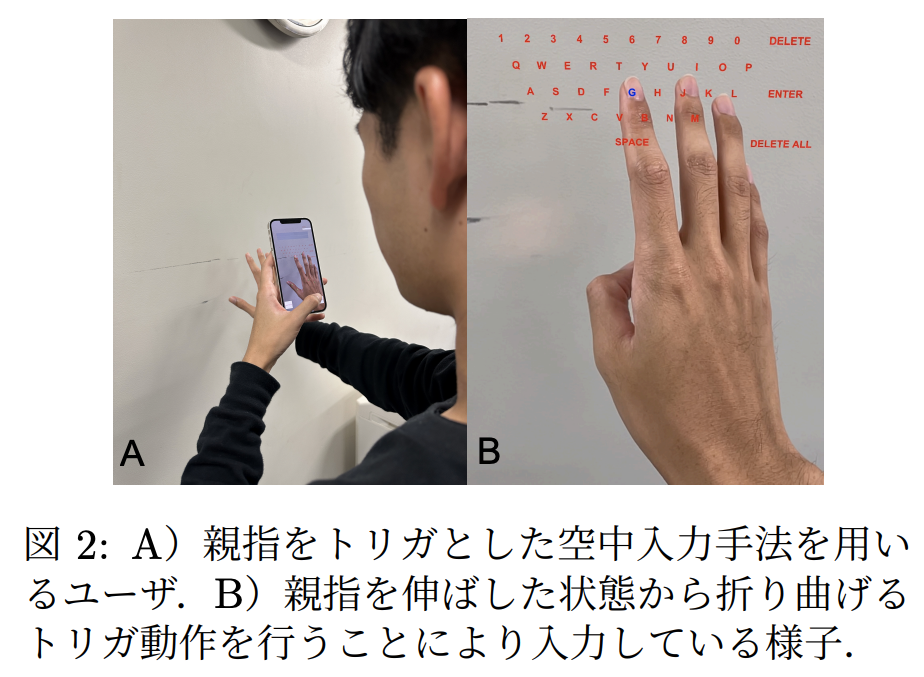 1 2 3 4 5 6 7 8 9 0 DELETE
Q W E R T Y U I O P
A S D F G H J K L ENTER
Z X C V B N M
SPACE DELETE ALL
A
B
図 2: A）親指をトリガとした空中入力手法を用い
るユーザ．B）親指を伸ばした状態から折り曲げる
トリガ動作を行うことにより入力している様子．